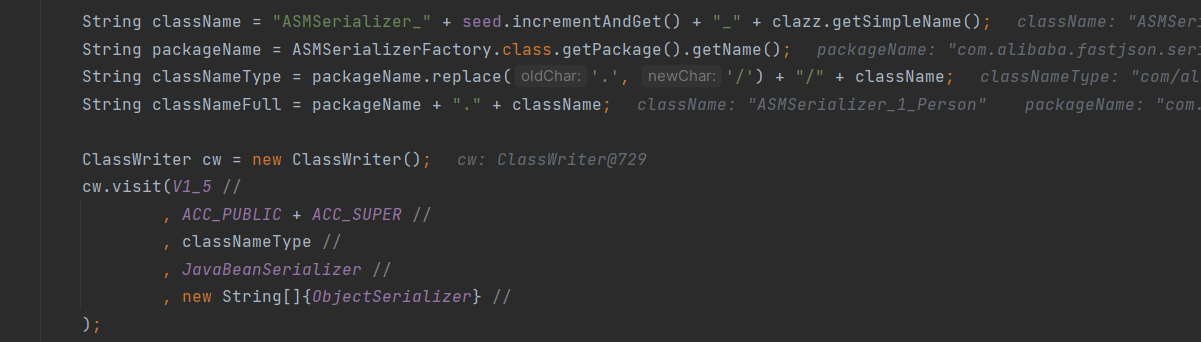 String className = "ASMSerializer_" + seed.incrementAndGet() + "_" + clazz.getSimpleName(); className: "ASMSeri
String packageName = ASMSerializerFactory.class.getPackage().getName(); packageName: "com.alibaba.fastjson.seri
String classNameType = packageName.replace( oldChar: '.', newChar: '/') + "/" + className; classNameType: "com/al
String classNameFull = packageName + "." + className; className: "ASMSerializer_1_Person" packageName: "com.
ClassWriter cw = new ClassWriter(); cw: ClassWriter@729
cw.visit(V1_5 //
, ACC_PUBLIC + ACC_SUPER //
, classNameType //
, JavaBeanSerializer //
, new String[]{ObjectSerializer} //
);